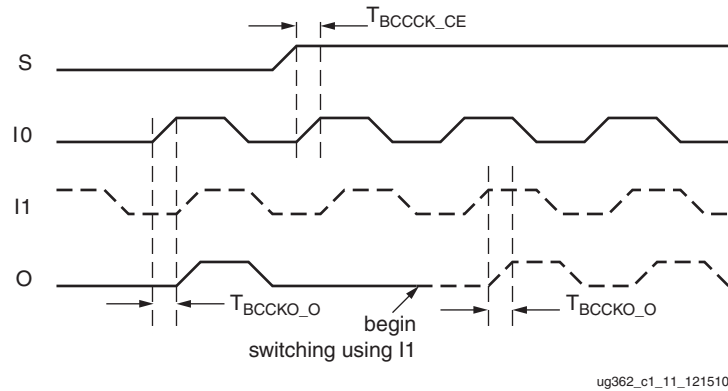 T_BCCCK_CE
S
I0
I1
O
T_BCCKO_O
begin
switching using I1
T_BCCKO_O
ug362_c1_11_121510